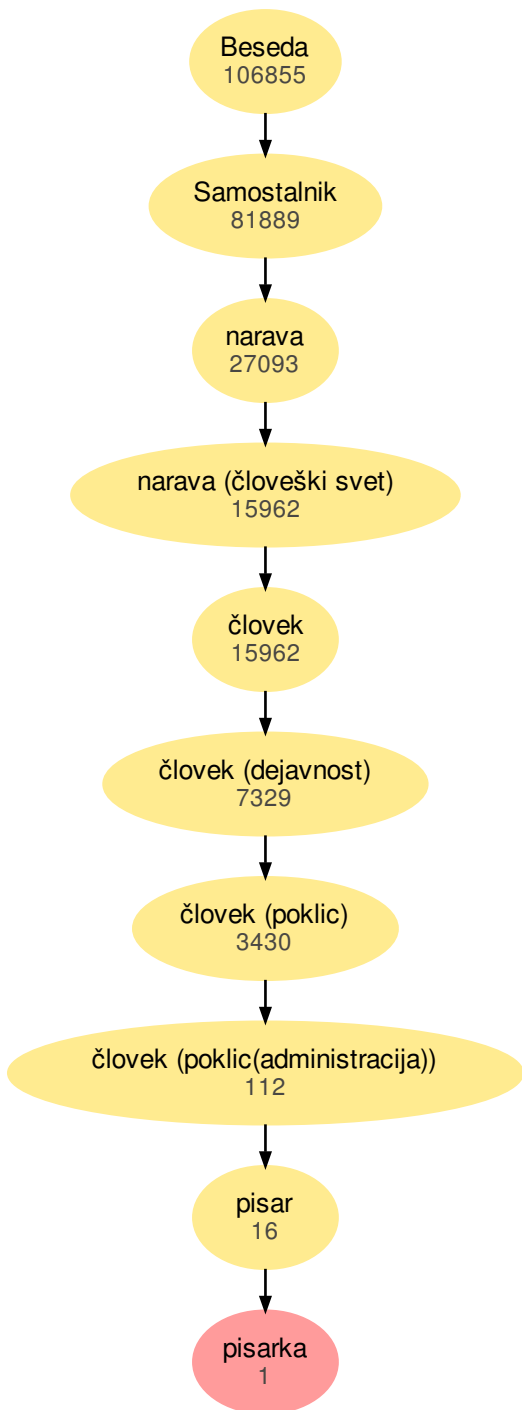 Beseda
106855
Samostalnik
81889
narava
27093
narava (človeški svet)
15962
človek
15962
človek (dejavnost)
7329
človek (poklic)
3430
človek (poklic(administracija))
112
pisar
16
pisarka
1